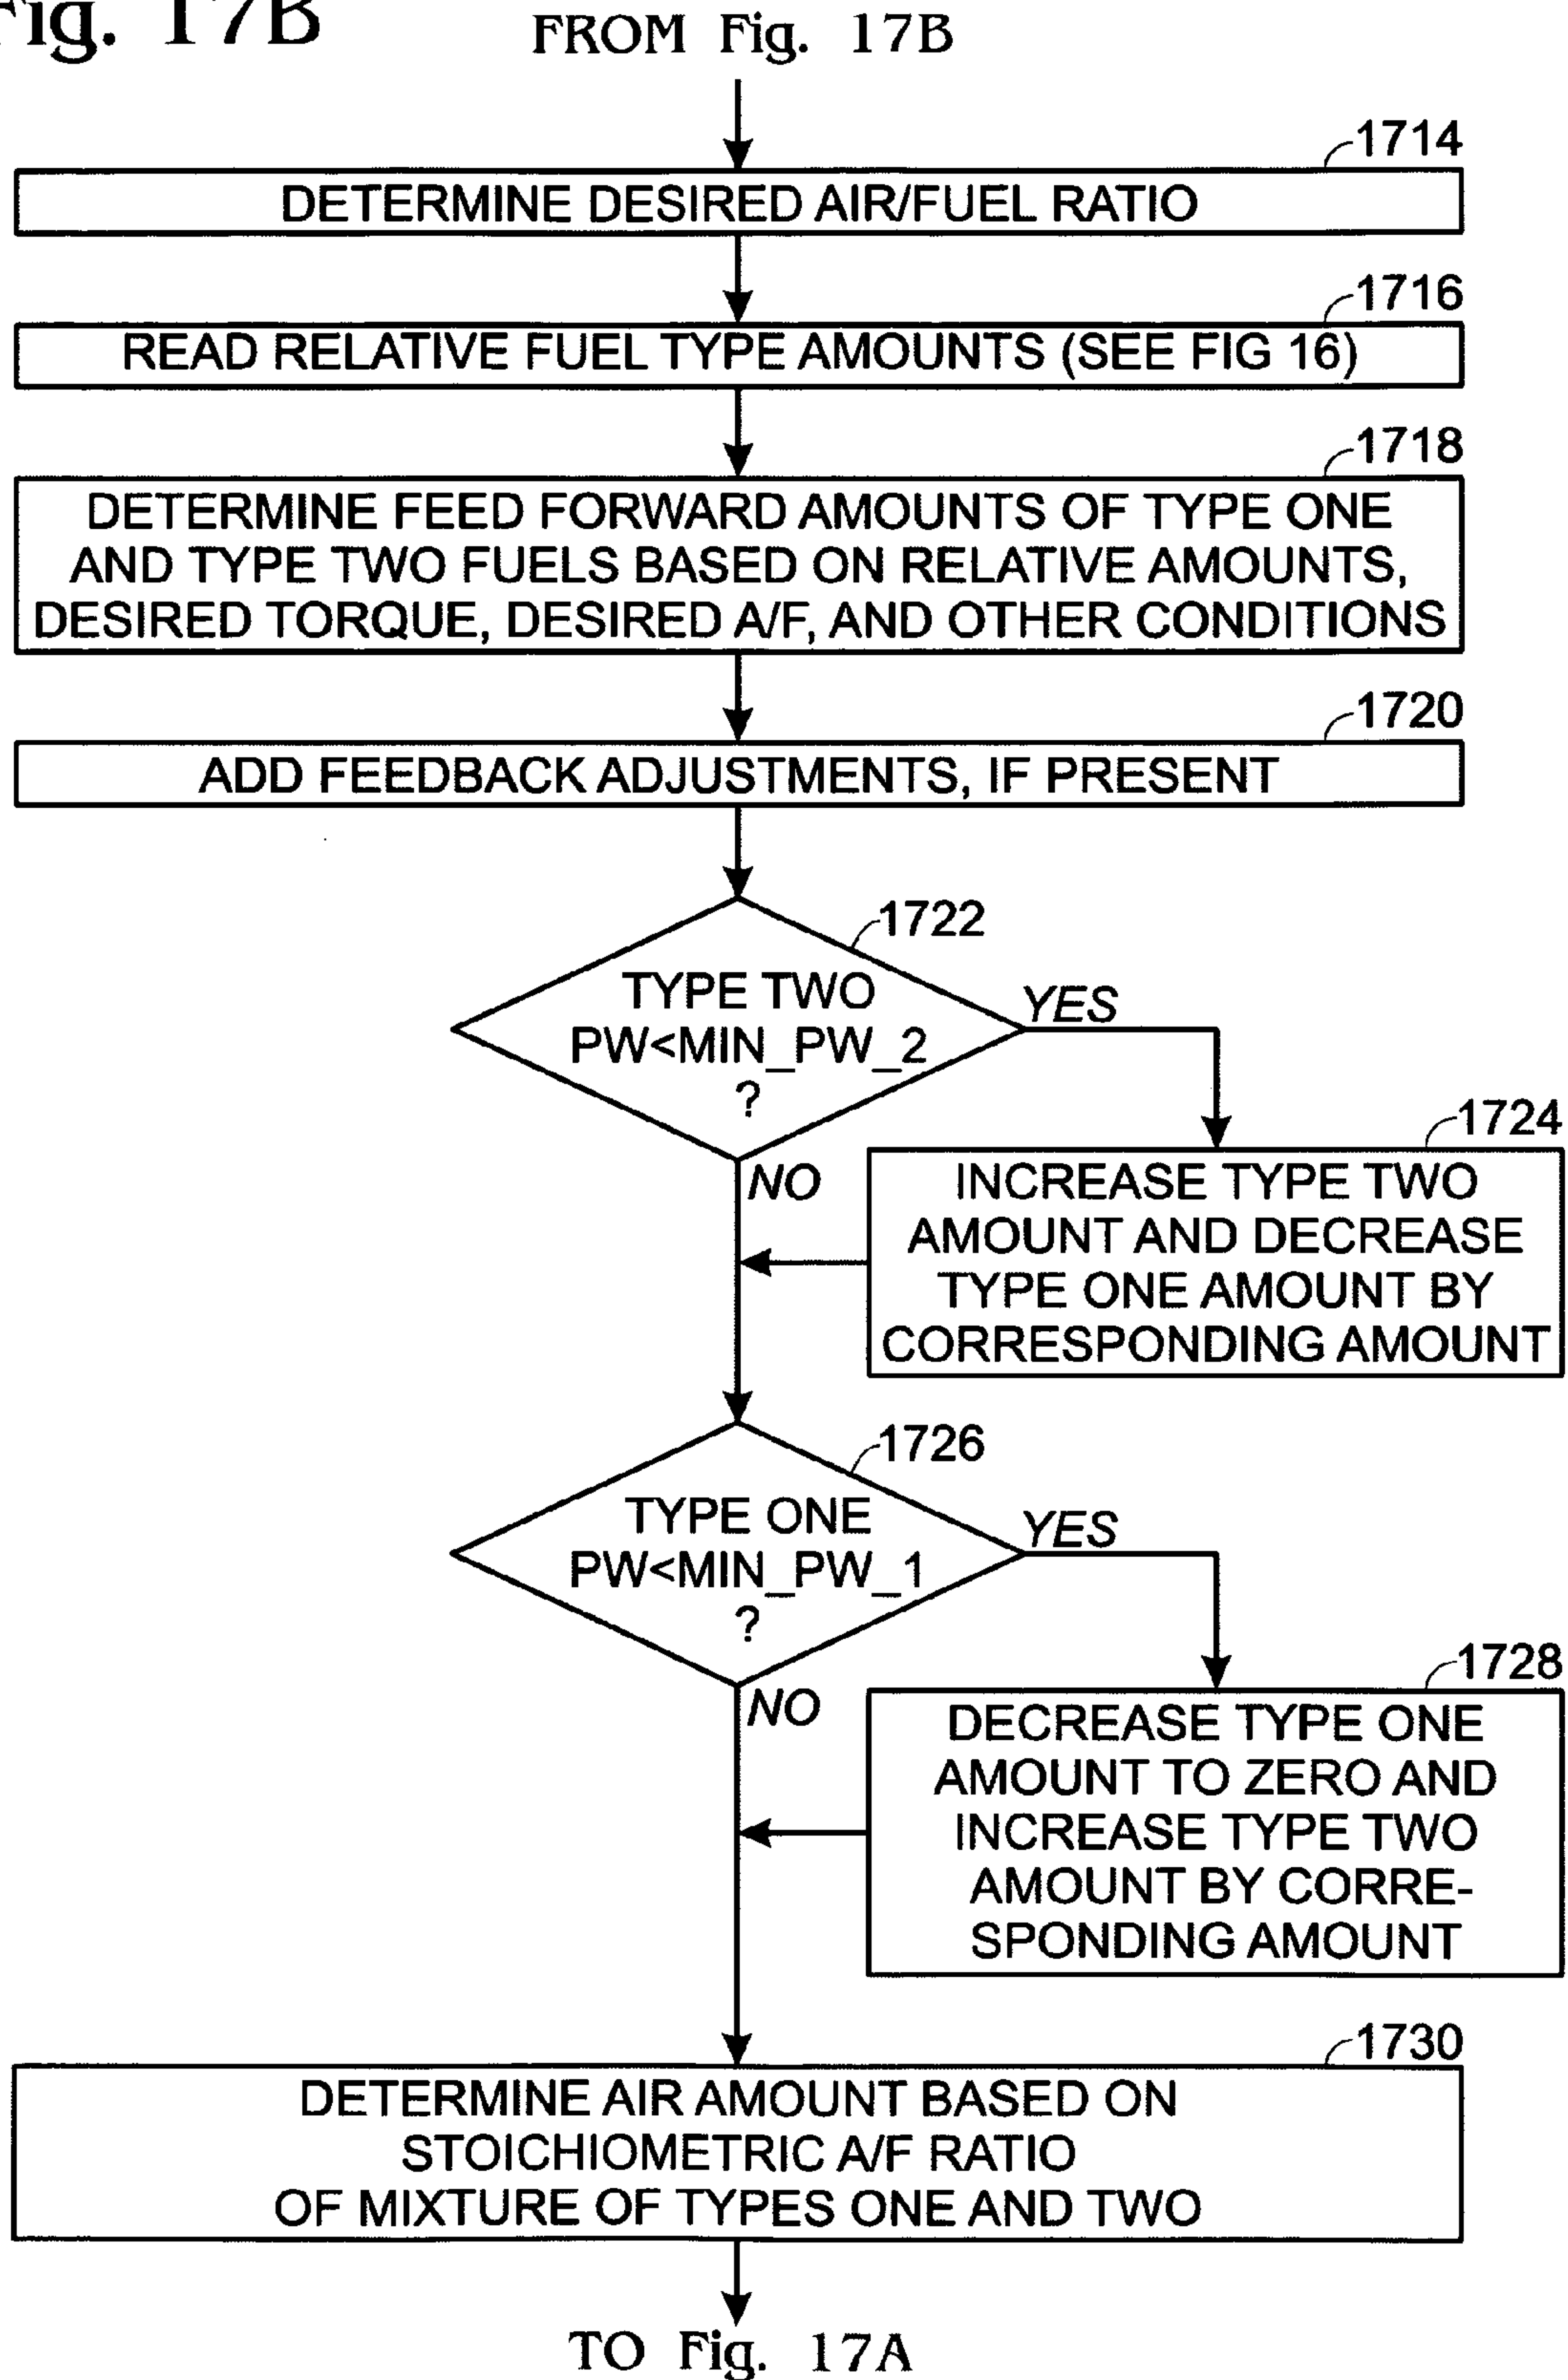 Fig. 17B
FROM Fig. 17B
1714
DETERMINE DESIRED AIR/FUEL RATIO
1716
READ RELATIVE FUEL TYPE AMOUNTS (SEE FIG 16)
1718
DETERMINE FEED FORWARD AMOUNTS OF TYPE ONE
AND TYPE TWO FUELS BASED ON RELATIVE AMOUNTS,
DESIRED TORQUE, DESIRED A/F, AND OTHER CONDITIONS
1720
ADD FEEDBACK ADJUSTMENTS, IF PRESENT
1722
TYPE TWO
PW<MIN_PW_2
?
YES
NO
1724
INCREASE TYPE TWO
AMOUNT AND DECREASE
TYPE ONE AMOUNT BY
CORRESPONDING AMOUNT
1726
TYPE ONE
PW<MIN_PW_1
?
YES
NO
1728
DECREASE TYPE ONE
AMOUNT TO ZERO AND
INCREASE TYPE TWO
AMOUNT BY CORRE-
SPONDING AMOUNT
1730
DETERMINE AIR AMOUNT BASED ON
STOICHIOMETRIC A/F RATIO
OF MIXTURE OF TYPES ONE AND TWO
TO Fig. 17A